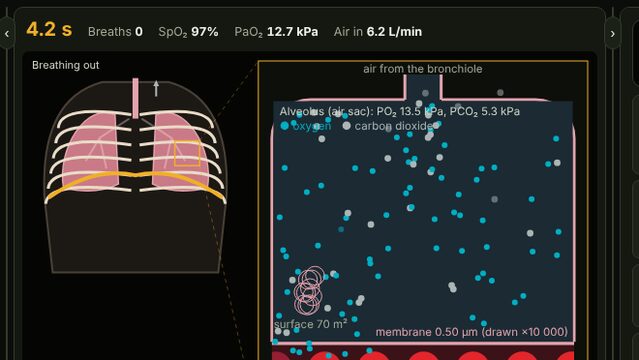 4.2 s Breaths 0 SpO₂ 97% PaO₂ 12.7 kPa Air in 6.2 L/min
Breathing out
air from the bronchiole
Alveolus (air sac): PO₂ 13.5 kPa, PCO₂ 5.3 kPa
oxygen carbon dioxide
surface 70 m²
membrane 0.50 µm (drawn ×10 000)